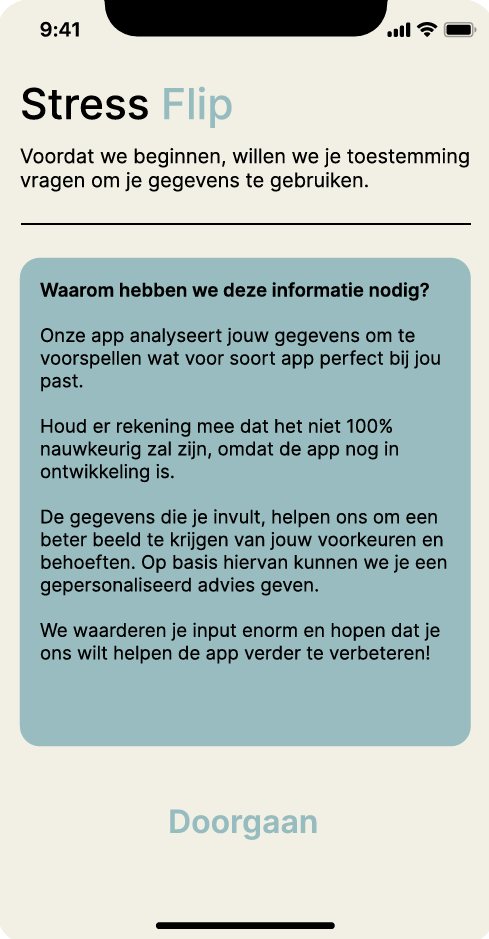 9:41
Stress Flip
Voordat we beginnen, willen we je toestemming
vragen om je gegevens te gebruiken.
Waarom hebben we deze informatie nodig?
Onze app analyseert jouw gegevens om te
voorspellen wat voor soort app perfect bij jou
past.
Houd er rekening mee dat het niet 100%
nauwkeurig zal zijn, omdat de app nog in
ontwikkeling is.
De gegevens die je invult, helpen ons om een
beter beeld te krijgen van jouw voorkeuren en
behoeften. Op basis hiervan kunnen we je een
gepersonaliseerd advies geven.
We waarderen je input enorm en hopen dat je
ons wilt helpen de app verder te verbeteren!
Doorgaan